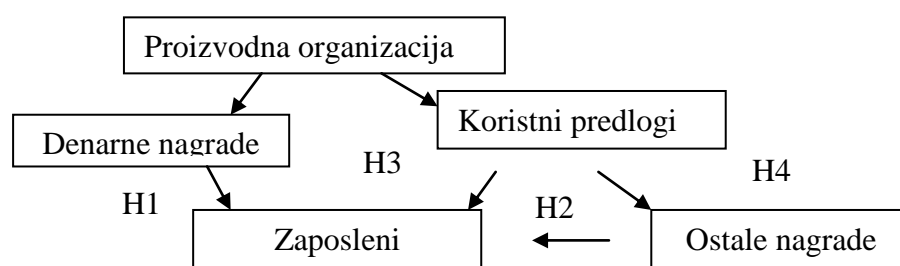 Proizvodna organizacija
Koristni predlogi
Denarne nagrade
H3
H4
H1
H2
Zaposleni
Ostale nagrade